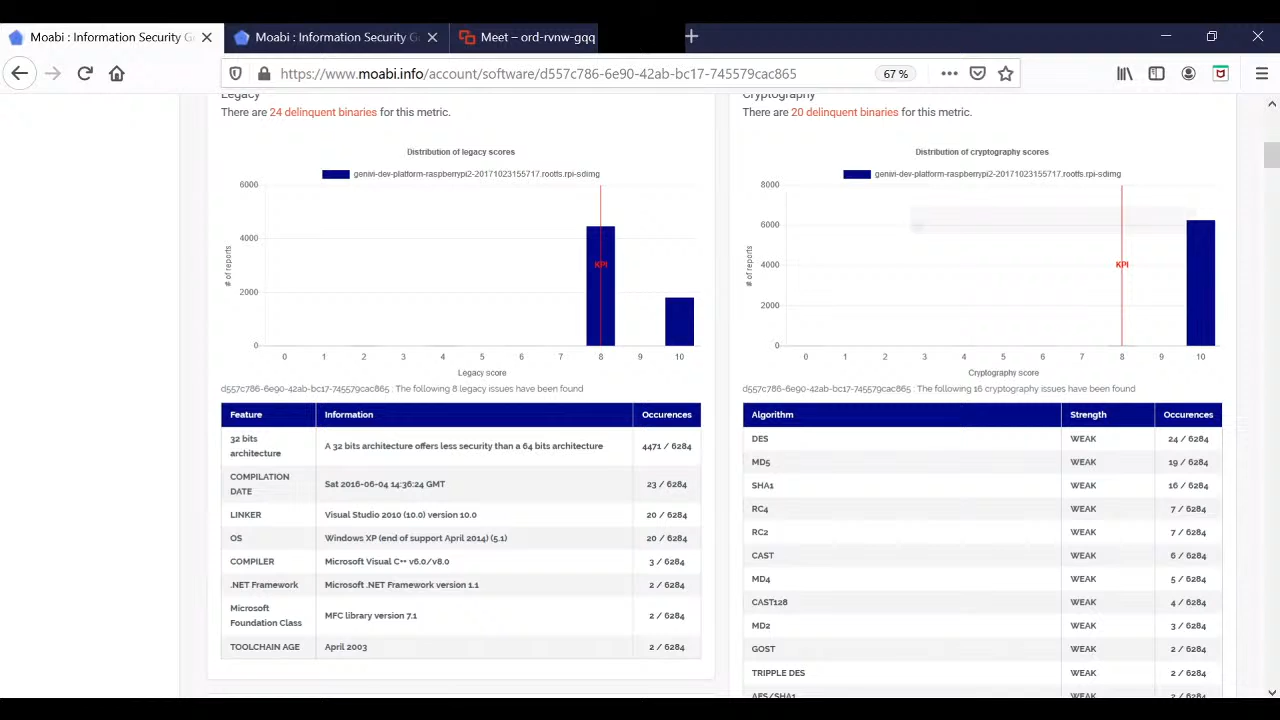 Moabi : Information Security G
Moabi : Information Security G
Meet – ord-rvnw-gqq
https://www.moabi.info/account/software/d557c786-6e90-42ab-bc17-745579cac865
67 %
Legacy
There are 24 delinquent binaries for this metric.
Distribution of legacy scores
genivi-dev-platform-raspberrypi2-20171023155717.rootfs.rpi-sdimg
6000
4000
2000
0
# of reports
KPI
0 1 2 3 4 5 6 7 8 9 10
Legacy score
d557c786-6e90-42ab-bc17-745579cac865 : The following 8 legacy issues have been found
Feature Information Occurences
32 bits architecture A 32 bits architecture offers less security than a 64 bits architecture 4471 / 6284
COMPILATION DATE Sat 2016-06-04 14:36:24 GMT 23 / 6284
LINKER Visual Studio 2010 (10.0) version 10.0 20 / 6284
OS Windows XP (end of support April 2014) (5.1) 20 / 6284
COMPILER Microsoft Visual C++ v6.0/v8.0 3 / 6284
.NET Framework Microsoft .NET Framework version 1.1 2 / 6284
Microsoft Foundation Class MFC library version 7.1 2 / 6284
TOOLCHAIN AGE April 2003 2 / 6284
Cryptography
There are 20 delinquent binaries for this metric.
Distribution of cryptography scores
genivi-dev-platform-raspberrypi2-20171023155717.rootfs.rpi-sdimg
8000
6000
4000
2000
0
# of reports
KPI
0 1 2 3 4 5 6 7 8 9 10
Cryptography score
d557c786-6e90-42ab-bc17-745579cac865 : The following 16 cryptography issues have been found
Algorithm Strength Occurences
DES WEAK 24 / 6284
MD5 WEAK 19 / 6284
SHA1 WEAK 16 / 6284
RC4 WEAK 7 / 6284
RC2 WEAK 7 / 6284
CAST WEAK 6 / 6284
MD4 WEAK 5 / 6284
CAST128 WEAK 4 / 6284
MD2 WEAK 3 / 6284
GOST WEAK 2 / 6284
TRIPPLE DES WEAK 2 / 6284
AES/SHA1 WEAK 2 / 6284